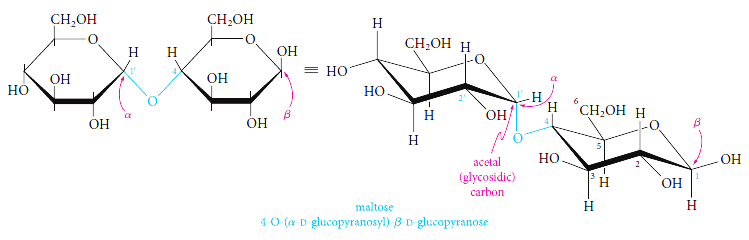 CH₂OH
O
H
1'
HO
OH
OH
α
O
CH₂OH
O
H
4
OH
OH
OH
β
≡
H
CH₂OH
H
O
HO
HO
H
H
2'
OH
1'
H
α
O
acetal
(glycosidic)
carbon
H
4
6
CH₂OH
H
O
5
HO
3
H
H
2
OH
1
H
OH
β
maltose
4-O-(α-D-glucopyranosyl)-β-D-glucopyranose